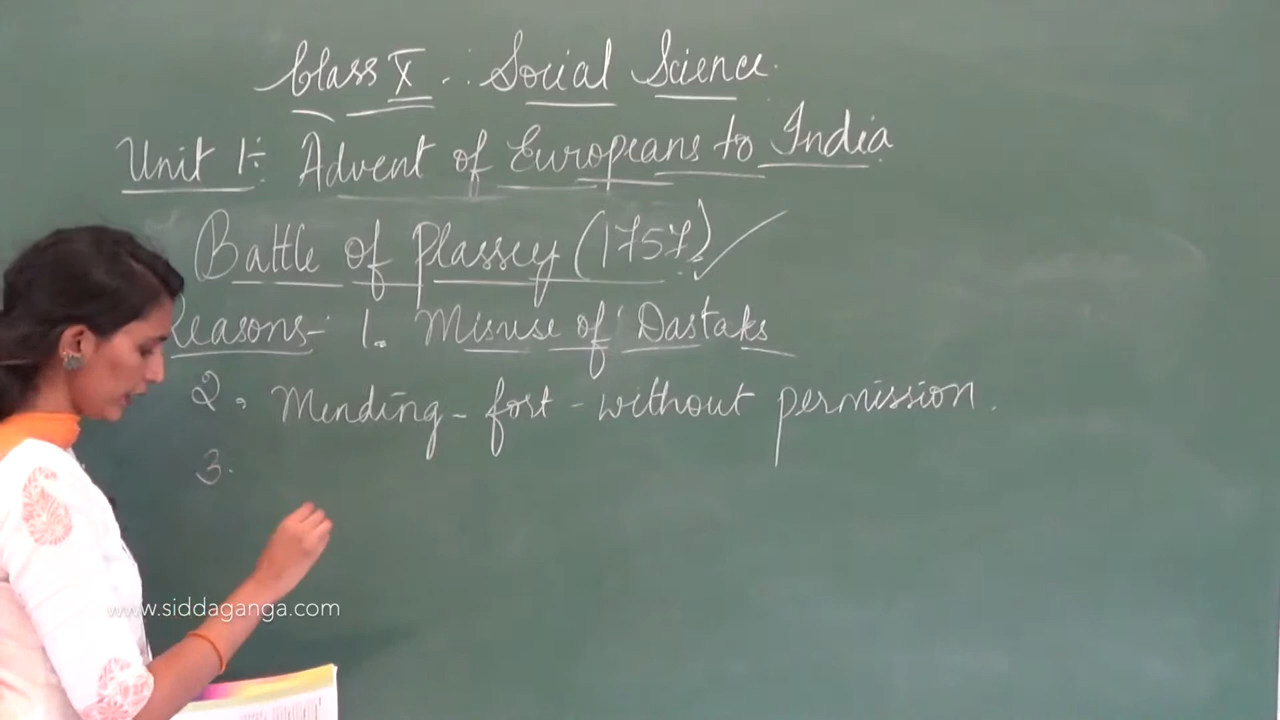 Class X .: Social Science.
Unit 1:- Advent of Europeans to India
Battle of Plassey (1757) ✓
Reasons:- 1. Misuse of Dastaks
2. Mending - fort - without permission.
3.
www.siddaganga.com